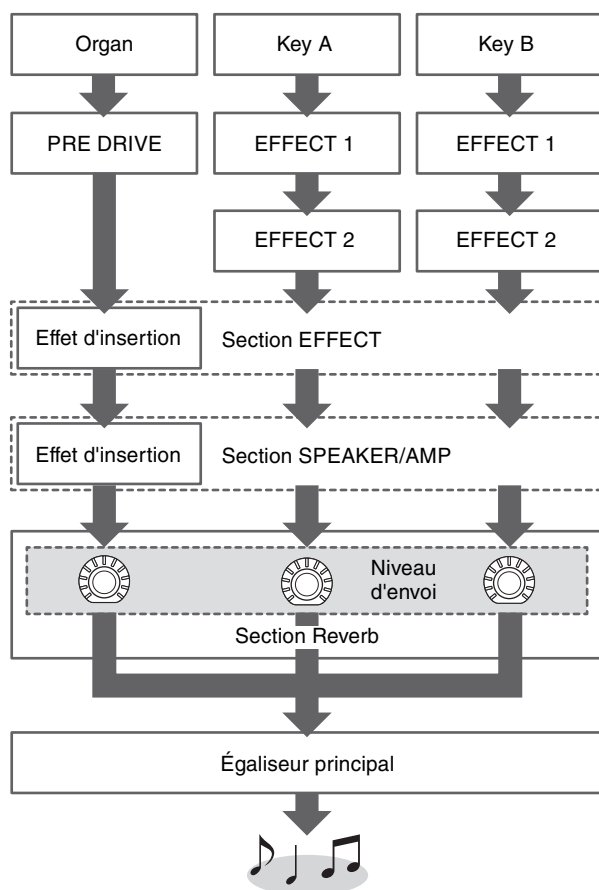 Organ
Key A
Key B
PRE DRIVE
EFFECT 1
EFFECT 1
EFFECT 2
EFFECT 2
Effet d'insertion
Section EFFECT
Effet d'insertion
Section SPEAKER/AMP
Niveau
d'envoi
Section Reverb
Égaliseur principal